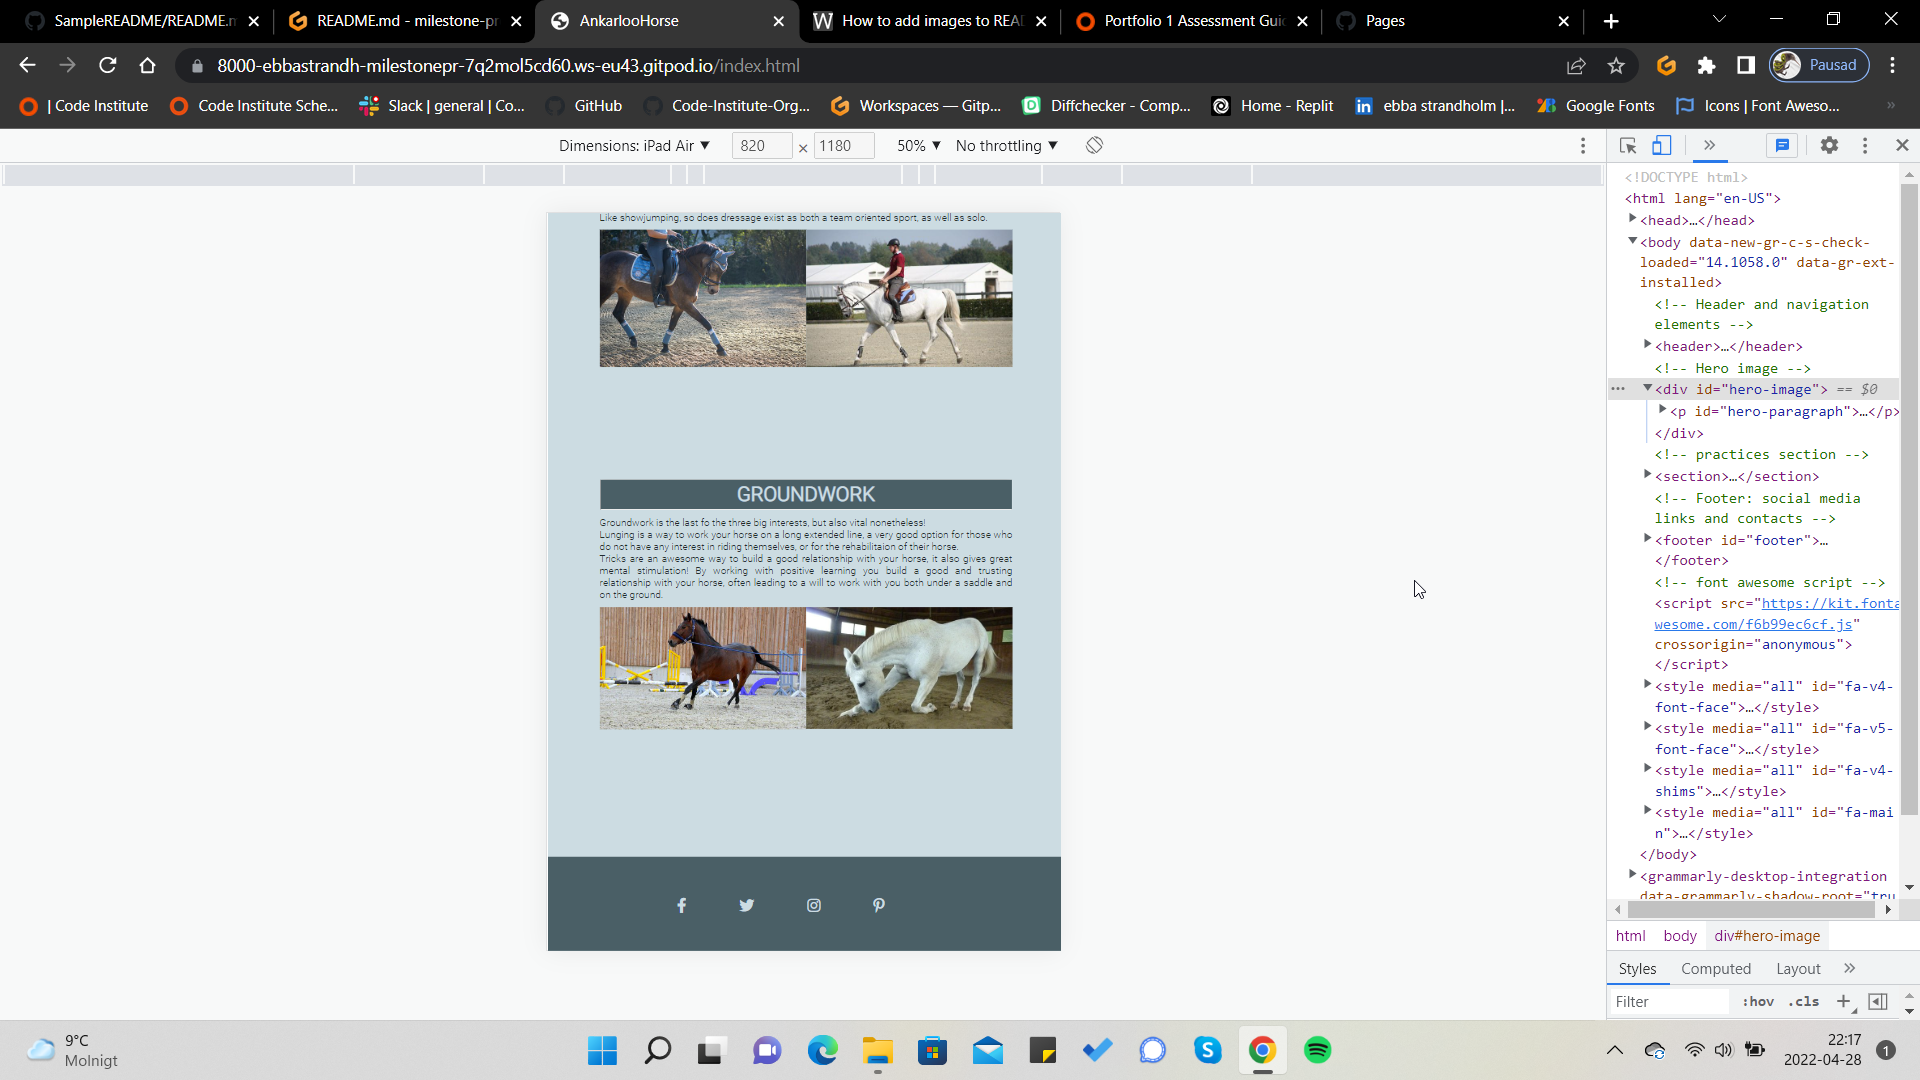 SampleREADME/README.m
README.md - milestone-pr
AnkarlooHorse
How to add images to REA
Portfolio 1 Assessment Gui
Pages
8000-ebbastrandh-milestonepr-7q2mol5cd60.ws-eu43.gitpod.io/index.html
Pausad
| Code Institute
Code Institute Sche...
Slack | general | Co...
GitHub
Code-Institute-Org...
Workspaces — Gitp...
Diffchecker - Comp...
Home - Replit
ebba strandholm |...
Google Fonts
Icons | Font Aweso...
»
Dimensions: iPad Air ▼ 820 × 1180 50% ▼ No throttling ▼
Like showjumping, so does dressage exist as both a team oriented sport, as well as solo.
GROUNDWORK
Groundwork is the last fo the three big interests, but also vital nonetheless!
Lunging is a way to work your horse on a long extended line, a very good option for those who
do not have any interest in riding themselves, or for the rehabilitaion of their horse.
Tricks are an awesome way to build a good relationship with your horse, it also gives great
mental stimulation! By working with positive learning you build a good and trusting
relationship with your horse, often leading to a will to work with you both under a saddle and
on the ground.
<!DOCTYPE html>
<html lang="en-US">
<head>…</head>
<body data-new-gr-c-s-check-
loaded="14.1058.0" data-gr-ext-
installed>
<!-- Header and navigation
elements -->
<header>…</header>
<!-- Hero image -->
<div id="hero-image"> == $0
<p id="hero-paragraph">…</p>
</div>
<!-- practices section -->
<section>…</section>
<!-- Footer: social media
links and contacts -->
<footer id="footer">…
</footer>
<!-- font awesome script -->
<script src="https://kit.fonta
wesome.com/f6b99ec6cf.js"
crossorigin="anonymous">
</script>
<style media="all" id="fa-v4-
font-face">…</style>
<style media="all" id="fa-v5-
font-face">…</style>
<style media="all" id="fa-v4-
shims">…</style>
<style media="all" id="fa-mai
n">…</style>
</body>
<grammarly-desktop-integration
data-grammarly-shadow-root="tru
html body div#hero-image
Styles Computed Layout »
Filter :hov .cls +
9°C
Molnigt
22:17
2022-04-28
1